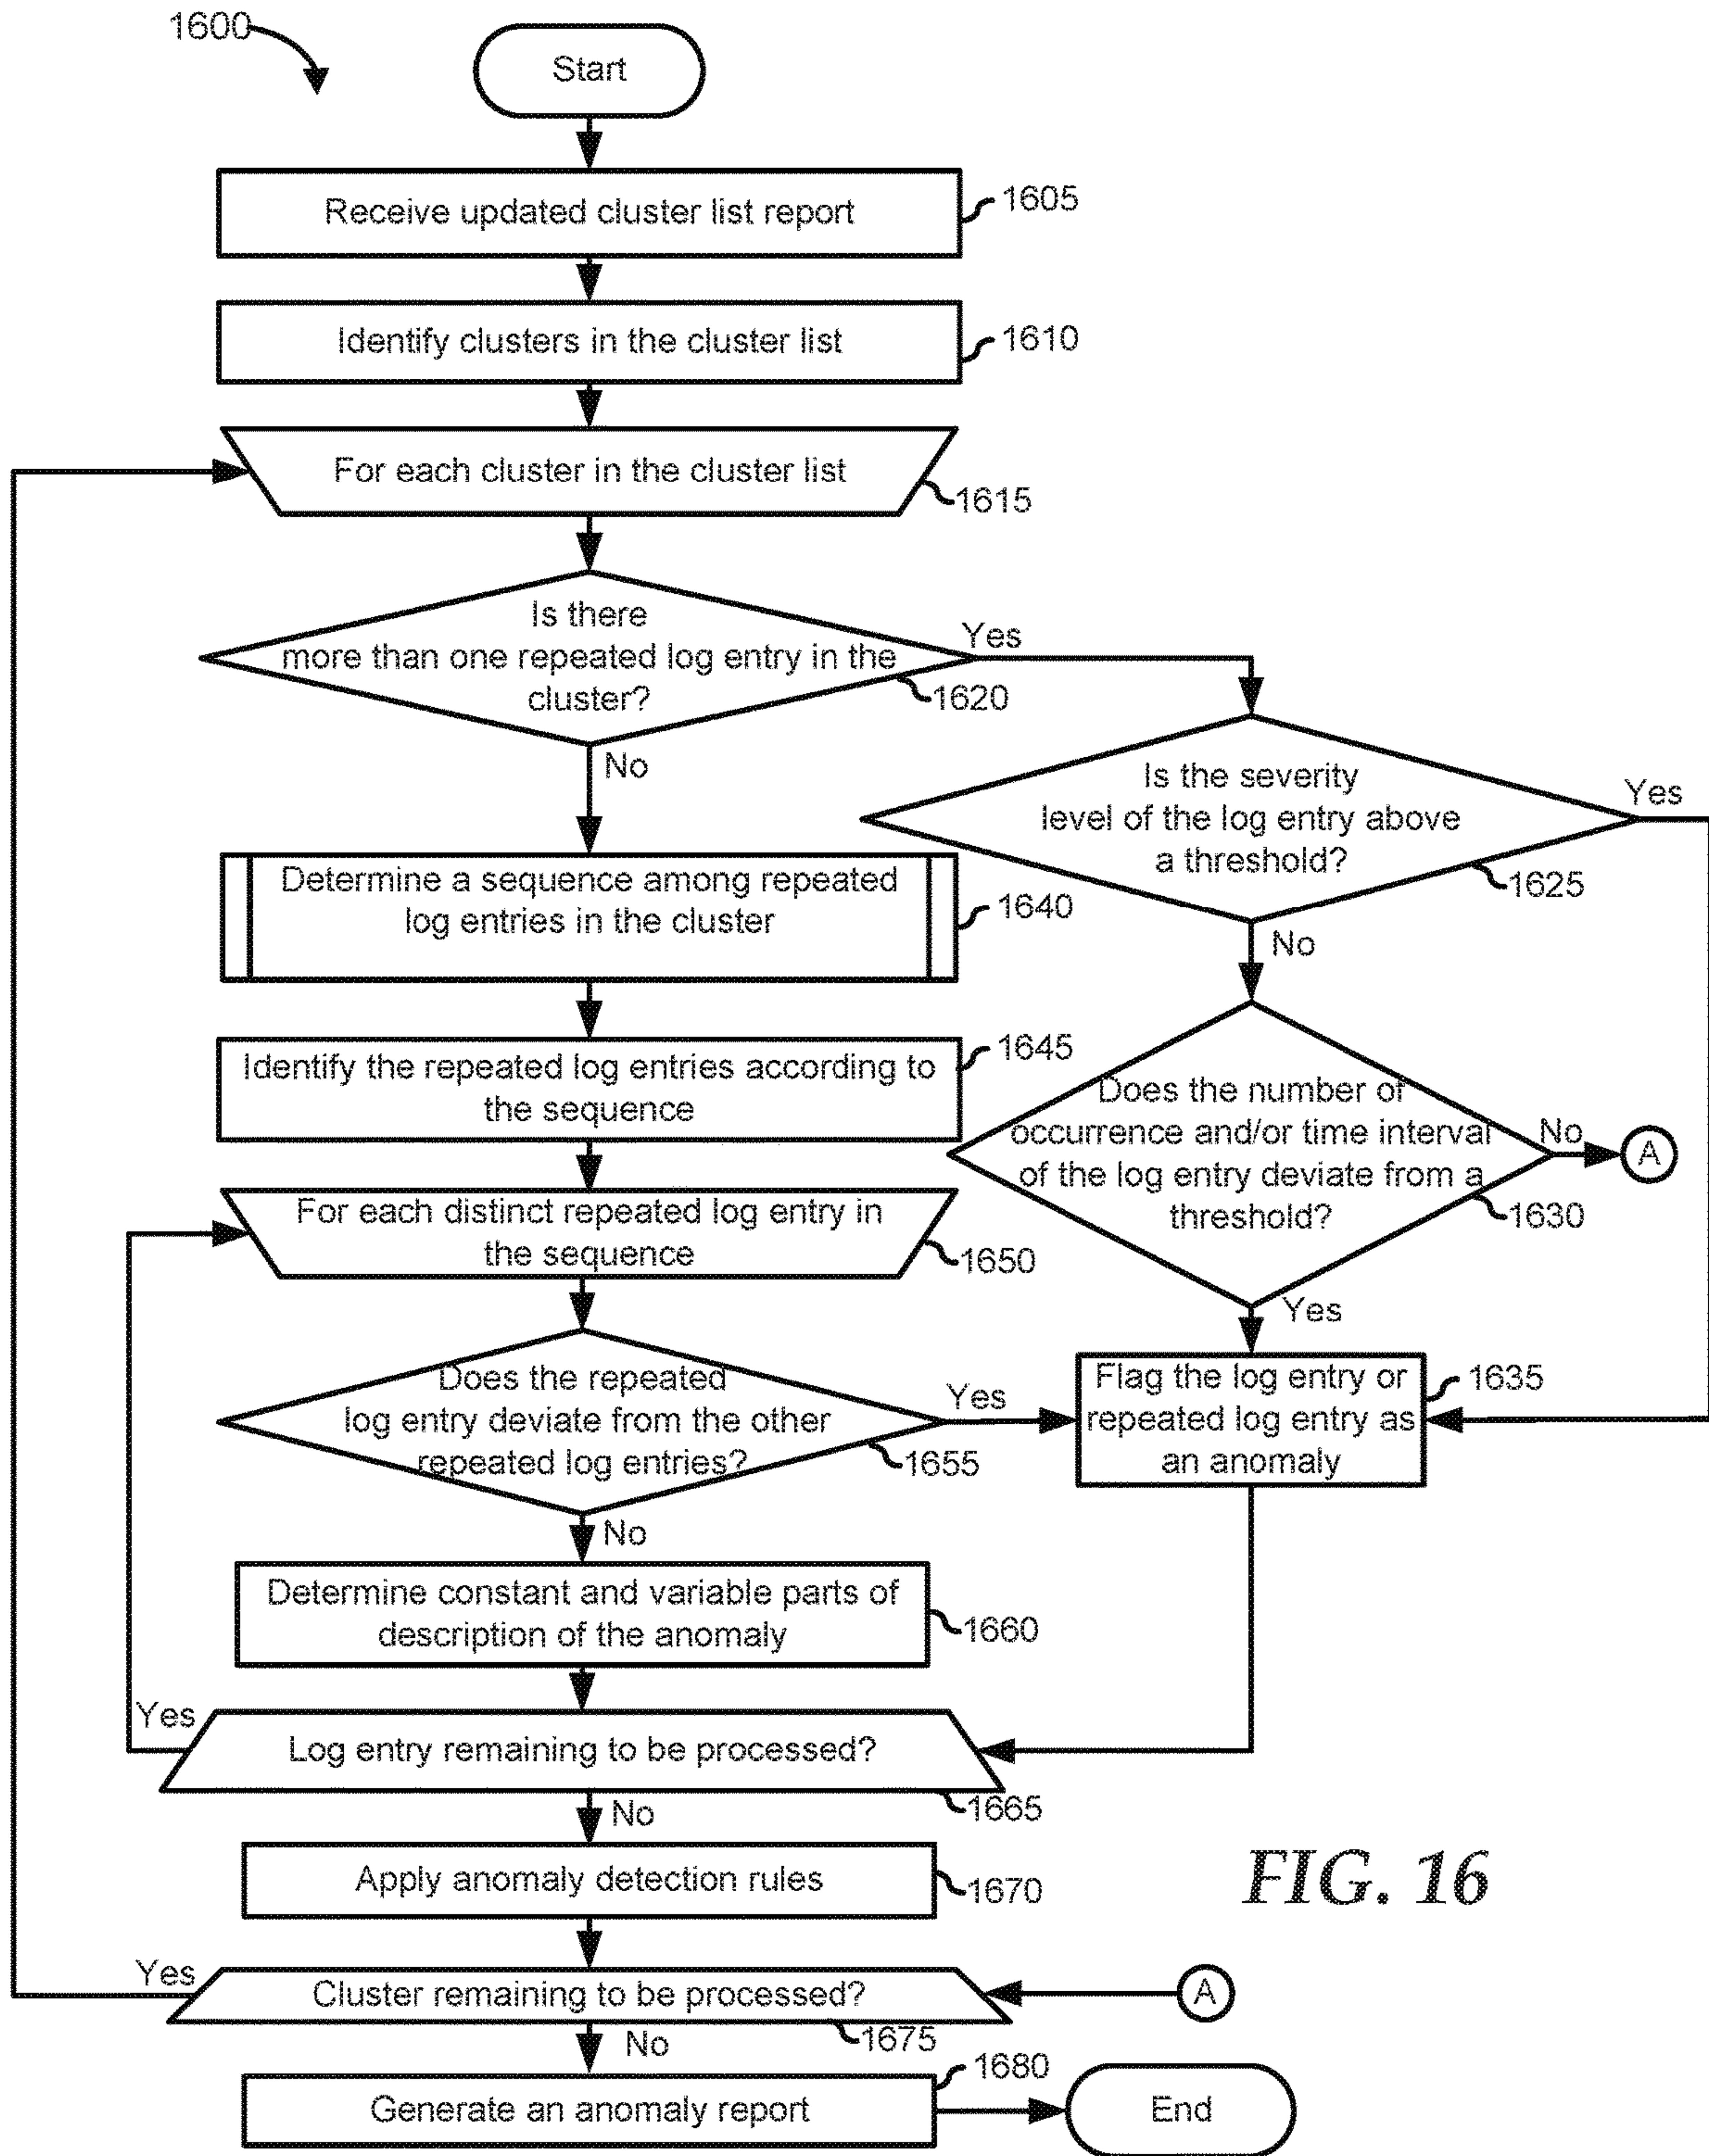 1600
Start
Receive updated cluster list report
1605
Identify clusters in the cluster list
1610
For each cluster in the cluster list
1615
Is there
more than one repeated log entry in the
cluster?
1620
Yes
No
Is the severity
level of the log entry above
a threshold?
1625
Yes
No
Determine a sequence among repeated
log entries in the cluster
1640
Identify the repeated log entries according to
the sequence
1645
Does the number of
occurrence and/or time interval
of the log entry deviate from a
threshold?
1630
No
A
Yes
For each distinct repeated log entry in
the sequence
1650
Does the repeated
log entry deviate from the other
repeated log entries?
1655
Yes
No
Flag the log entry or
repeated log entry as
an anomaly
1635
Determine constant and variable parts of
description of the anomaly
1660
Yes
Log entry remaining to be processed?
1665
No
Apply anomaly detection rules
1670
FIG. 16
Yes
Cluster remaining to be processed?
1675
A
No
Generate an anomaly report
1680
End